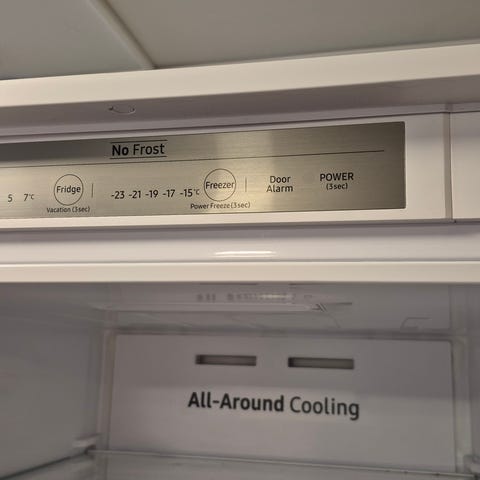 No Frost
5 7°C Fridge -23 -21 -19 -17 -15°C Freezer Door Alarm POWER
Vacation (3sec) Power Freeze (3sec) (3sec)
All-Around Cooling